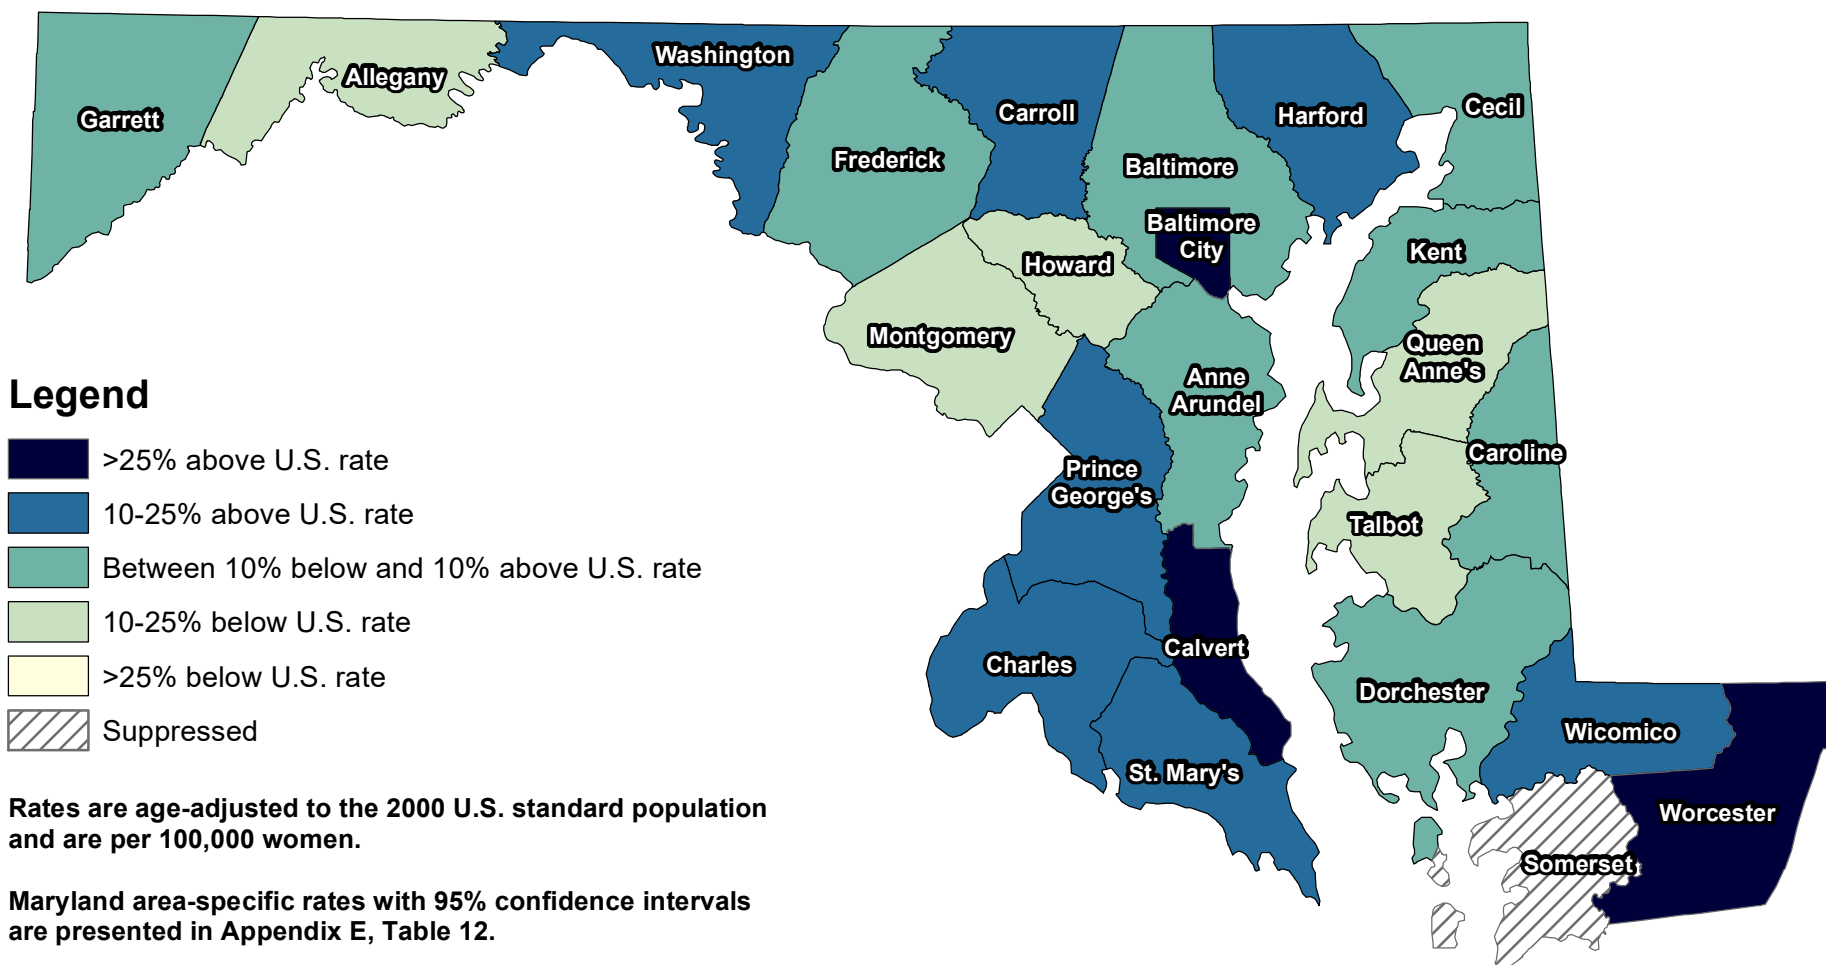 Washington
Allegany
Garrett
Carroll
Harford
Cecil
Frederick
Baltimore
Baltimore
City
Kent
Howard
Montgomery
Queen
Anne's
Anne
Arundel
Caroline
Prince
George's
Talbot
Calvert
Charles
Dorchester
Wicomico
St. Mary's
Worcester
Somerset
Legend
>25% above U.S. rate
10-25% above U.S. rate
Between 10% below and 10% above U.S. rate
10-25% below U.S. rate
>25% below U.S. rate
Suppressed
Rates are age-adjusted to the 2000 U.S. standard population
and are per 100,000 women.
Maryland area-specific rates with 95% confidence intervals
are presented in Appendix E, Table 12.